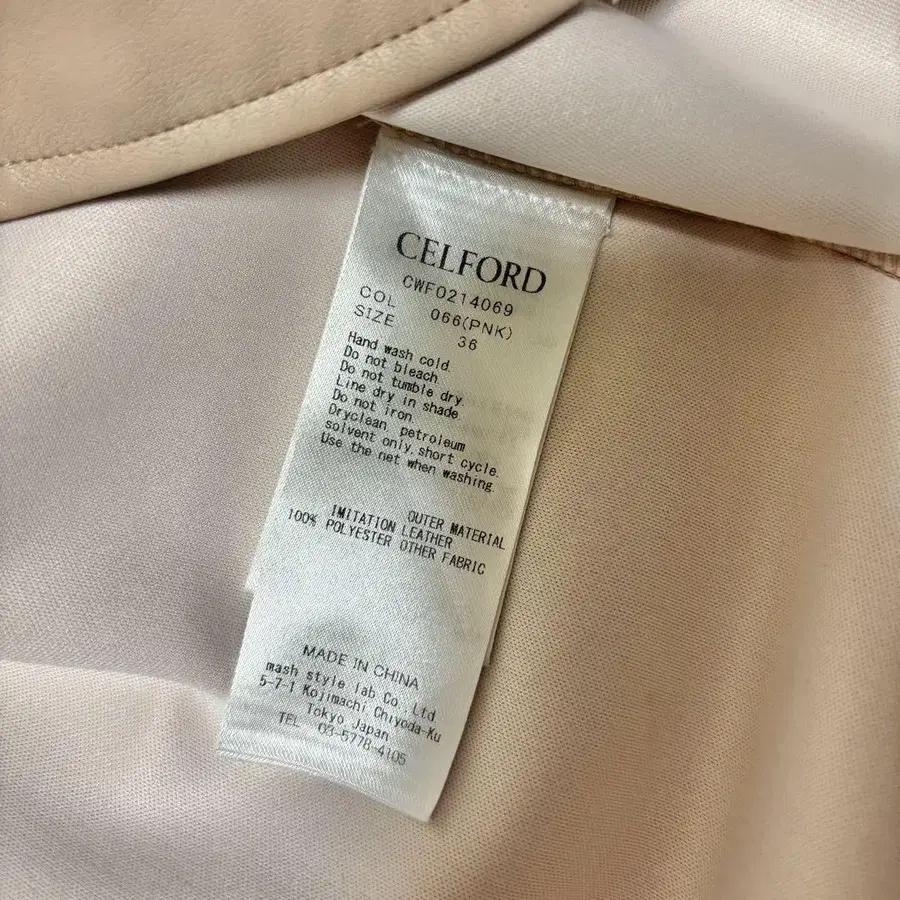 CELFORD
CWF0214069
COL 066(PNK)
SIZE 36
Hand wash cold
Do not bleach
Do not tumble dry.
Line dry in shade
Do not iron.
Dryclean, petroleum
solvent only, short cycle.
Use the net when washing.
OUTER MATERIAL
IMITATION LEATHER
100% POLYESTER OTHER FABRIC
MADE IN CHINA
mash style lab Co. Ltd
5-7-1 Kojimachi Chiyoda-Ku
Tokyo Japan
TEL 03-5778-4105